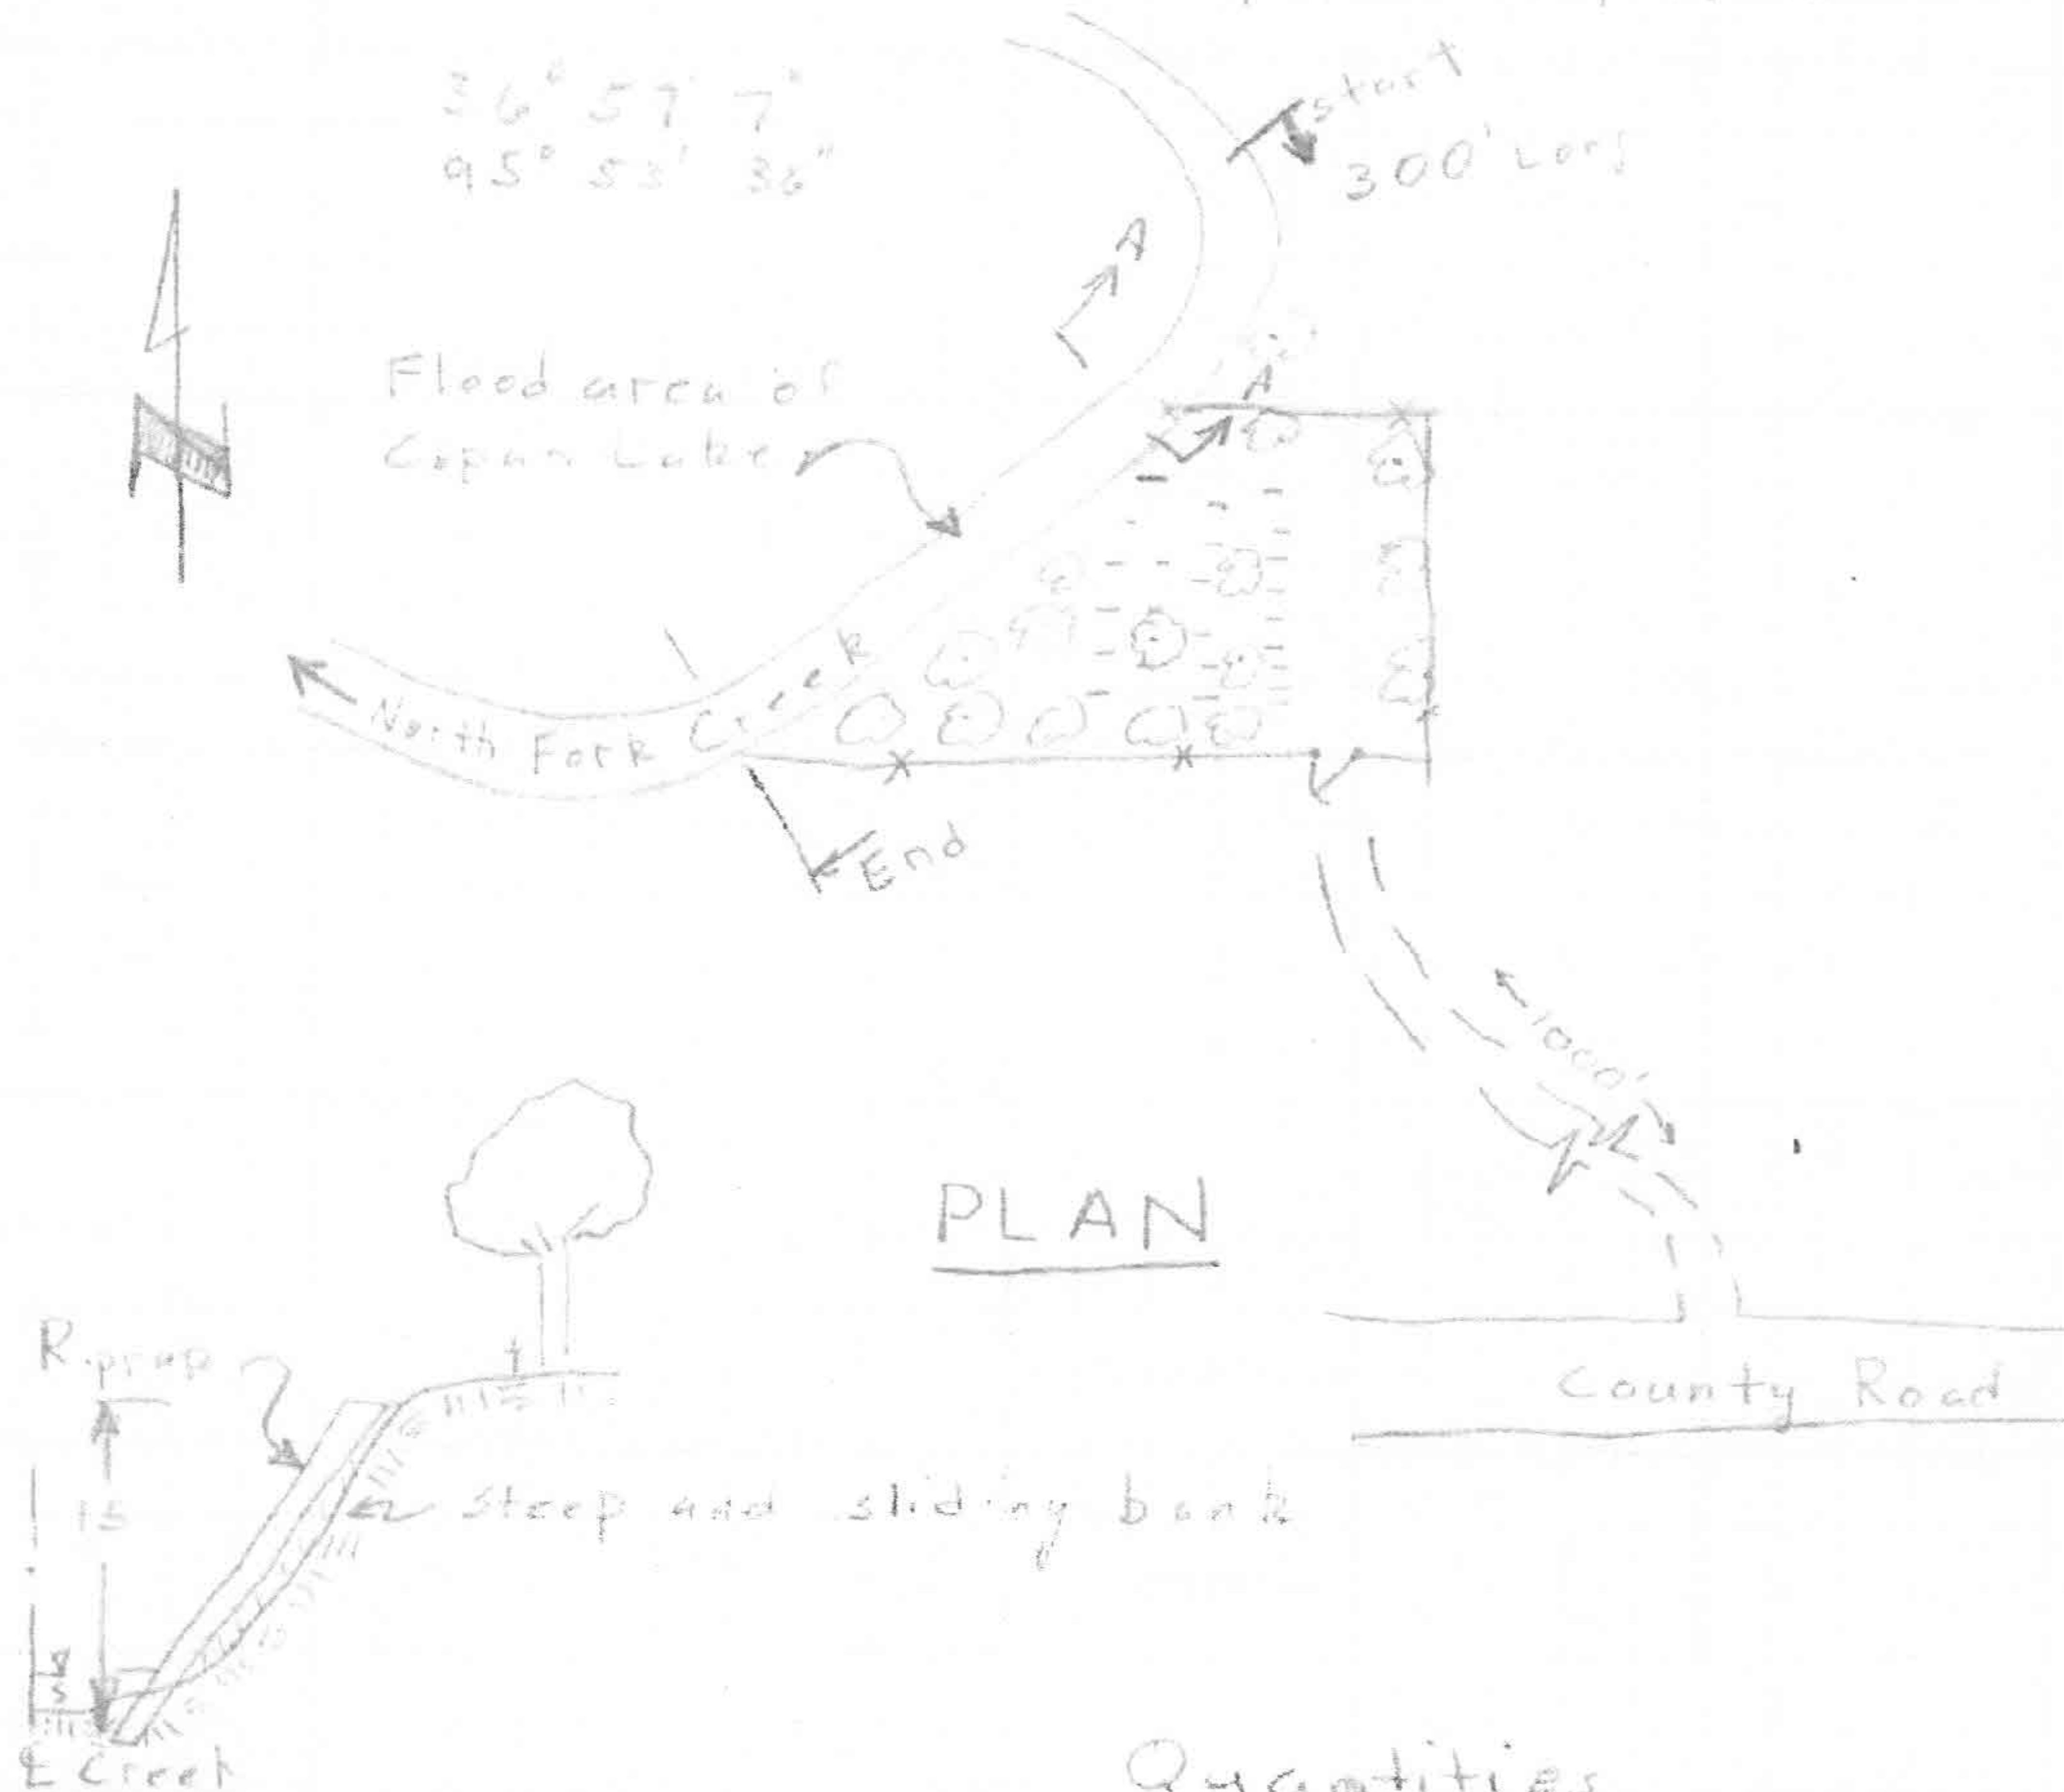 36° 57' 7"
95° 53' 36"
start
300' Long
A
Flood area of
Copan Lake
A
North Fork Creek
End
1000'
PLAN
Riprap
County Road
15
steep and sliding bank
℄ Creek
Quantities